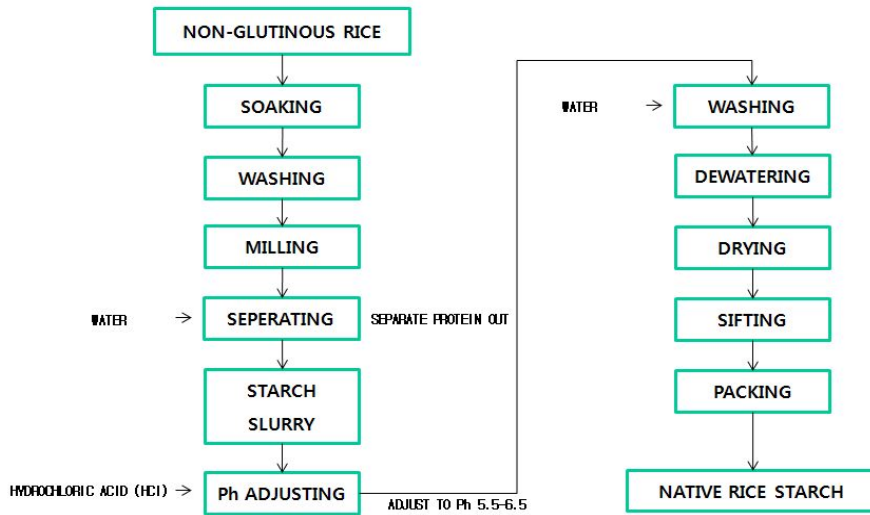 NON-GLUTINOUS RICE
SOAKING
WASHING
MILLING
WATER
SEPERATING
SEPARATE PROTEIN OUT
STARCH
SLURRY
HYDROCHLORIC ACID (HCl)
Ph ADJUSTING
ADJUST TO Ph 5.5-6.5
WATER
WASHING
DEWATERING
DRYING
SIFTING
PACKING
NATIVE RICE STARCH